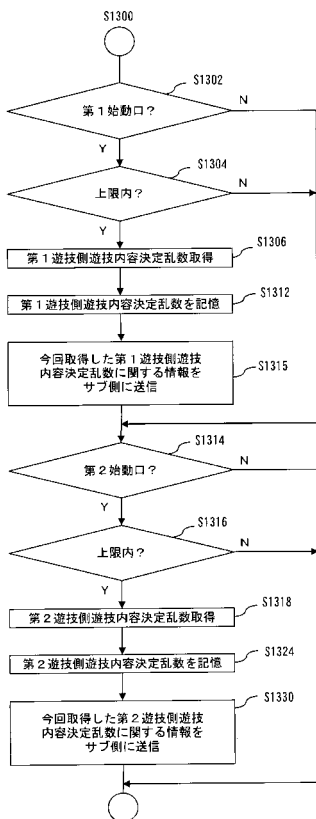 S1300
S1302
第1始動口?
N
Y
S1304
上限内?
N
Y
S1306
第1遊技側遊技内容決定乱数取得
S1312
第1遊技側遊技内容決定乱数を記憶
S1315
今回取得した第1遊技側遊技
内容決定乱数に関する情報を
サブ側に送信
S1314
第2始動口?
N
Y
S1316
上限内?
N
Y
S1318
第2遊技側遊技内容決定乱数取得
S1324
第2遊技側遊技内容決定乱数を記憶
S1330
今回取得した第2遊技側遊技
内容決定乱数に関する情報を
サブ側に送信